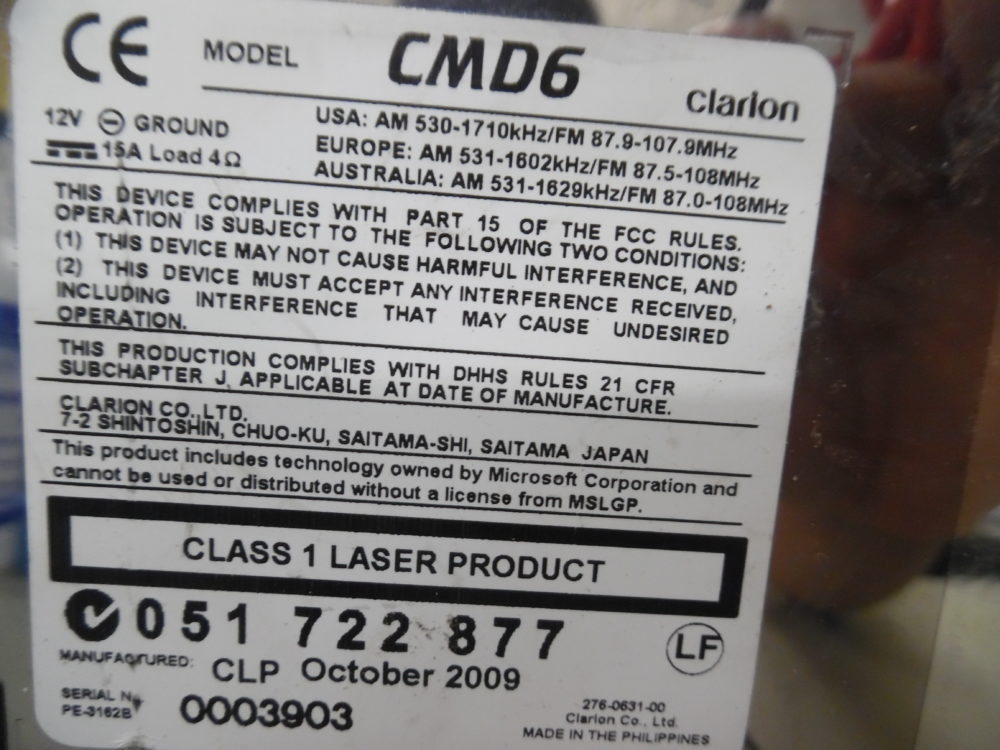 CE MODEL CMD6
Clarion
12V ⊖ GROUND
15A Load 4Ω
USA: AM 530-1710kHz/FM 87.9-107.9MHz
EUROPE: AM 531-1602kHz/FM 87.5-108MHz
AUSTRALIA: AM 531-1629kHz/FM 87.0-108MHz
THIS DEVICE COMPLIES WITH PART 15 OF THE FCC RULES.
OPERATION IS SUBJECT TO THE FOLLOWING TWO CONDITIONS:
(1) THIS DEVICE MAY NOT CAUSE HARMFUL INTERFERENCE, AND
(2) THIS DEVICE MUST ACCEPT ANY INTERFERENCE RECEIVED,
INCLUDING INTERFERENCE THAT MAY CAUSE UNDESIRED
OPERATION.
THIS PRODUCTION COMPLIES WITH DHHS RULES 21 CFR
SUBCHAPTER J, APPLICABLE AT DATE OF MANUFACTURE.
CLARION CO.,LTD.
7-2 SHINTOSHIN, CHUO-KU, SAITAMA-SHI, SAITAMA JAPAN
This product includes technology owned by Microsoft Corporation and
cannot be used or distributed without a license from MSLGP.
CLASS 1 LASER PRODUCT
051 722 877
LF
MANUFACTURED: CLP October 2009
SERIAL N
PE-3162B 0003903
276-0631-00
Clarion Co., Ltd.
MADE IN THE PHILIPPINES